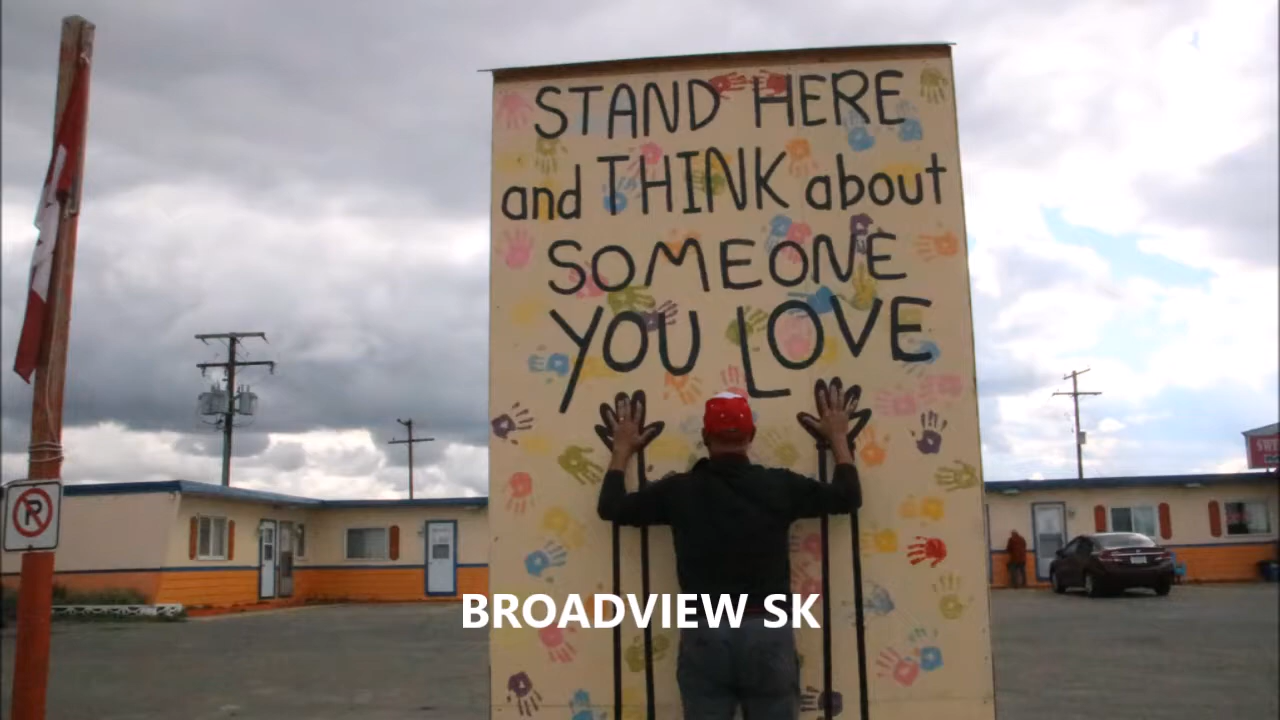 STAND HERE
and THINK about
SOMEONE
YOU LOVE
BROADVIEW SK